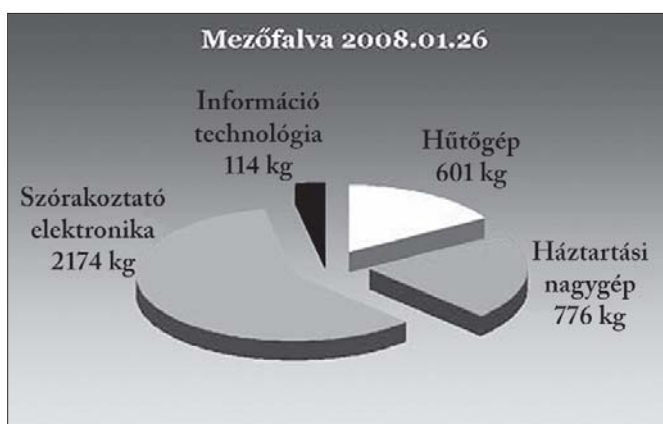 Mezőfalva 2008.01.26
Információ
technológia
114 kg
Hűtőgép
601 kg
Szórakoztató
elektronika
2174 kg
Háztartási
nagygép
776 kg